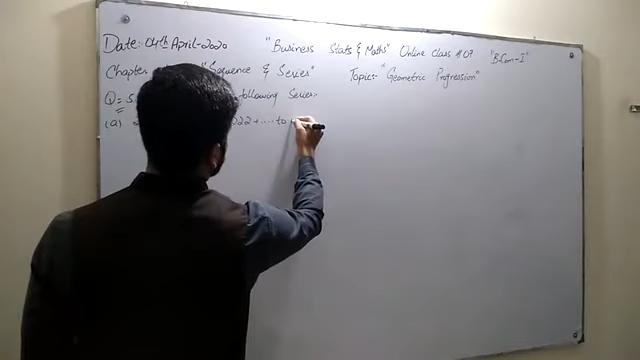 Date: 04th April-2020 "Business Stats & Maths" Online Class #07 "B.Com-I"
Chapter "Sequence & Series" Topic:- "Geometric Progression"
Q= following Series:-
(a) 022+....to